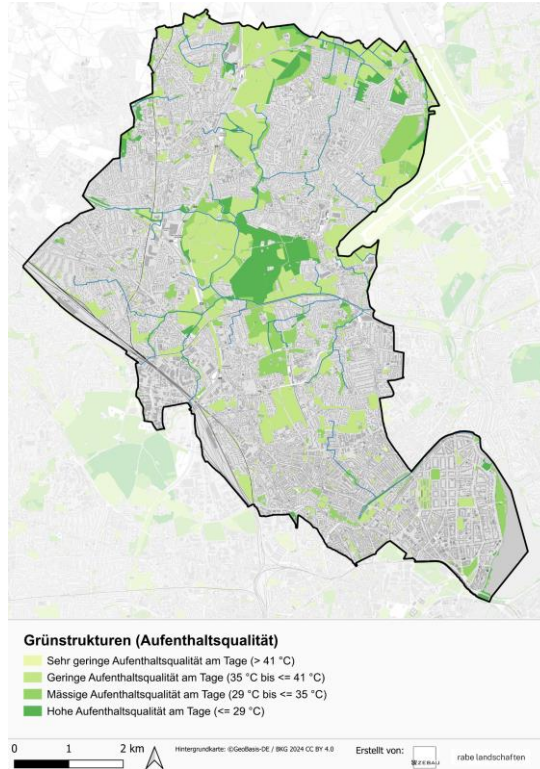 Grünstrukturen (Aufenthaltsqualität)
Sehr geringe Aufenthaltsqualität am Tage (> 41 °C)
Geringe Aufenthaltsqualität am Tage (35 °C bis <= 41 °C)
Mässige Aufenthaltsqualität am Tage (29 °C bis <= 35 °C)
Hohe Aufenthaltsqualität am Tage (<= 29 °C)
0 1 2 km
Hintergrundkarte: ©GeoBasis-DE / BKG 2024 CC BY 4.0
Erstellt von:
ZEBAU
rabe landschaften